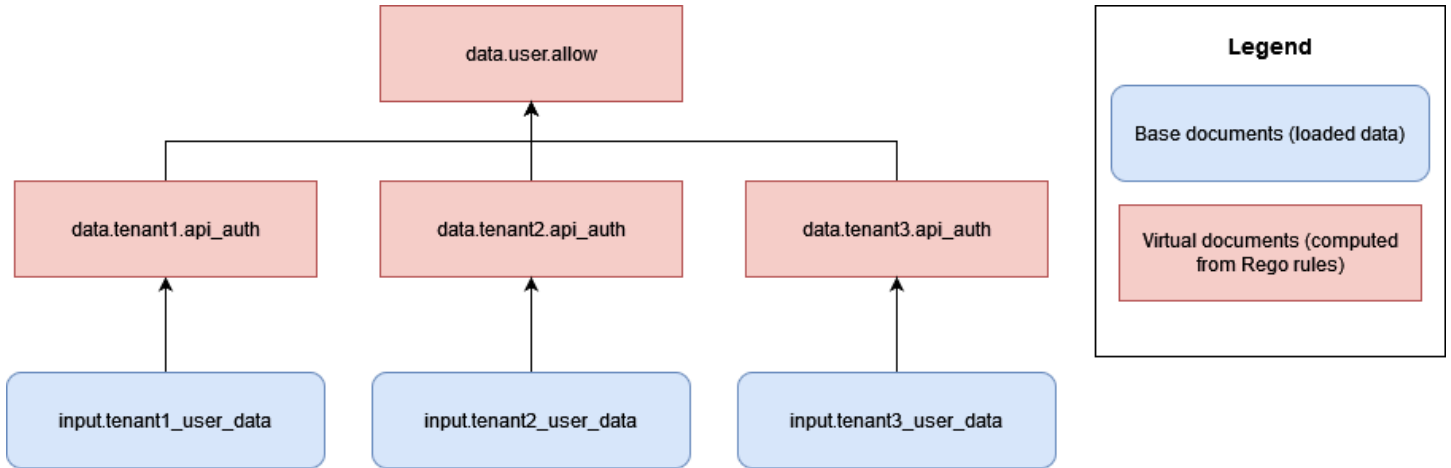 data.user.allow
data.tenant1.api_auth
data.tenant2.api_auth
data.tenant3.api_auth
input.tenant1_user_data
input.tenant2_user_data
input.tenant3_user_data
Legend
Base documents (loaded data)
Virtual documents (computed
from Rego rules)